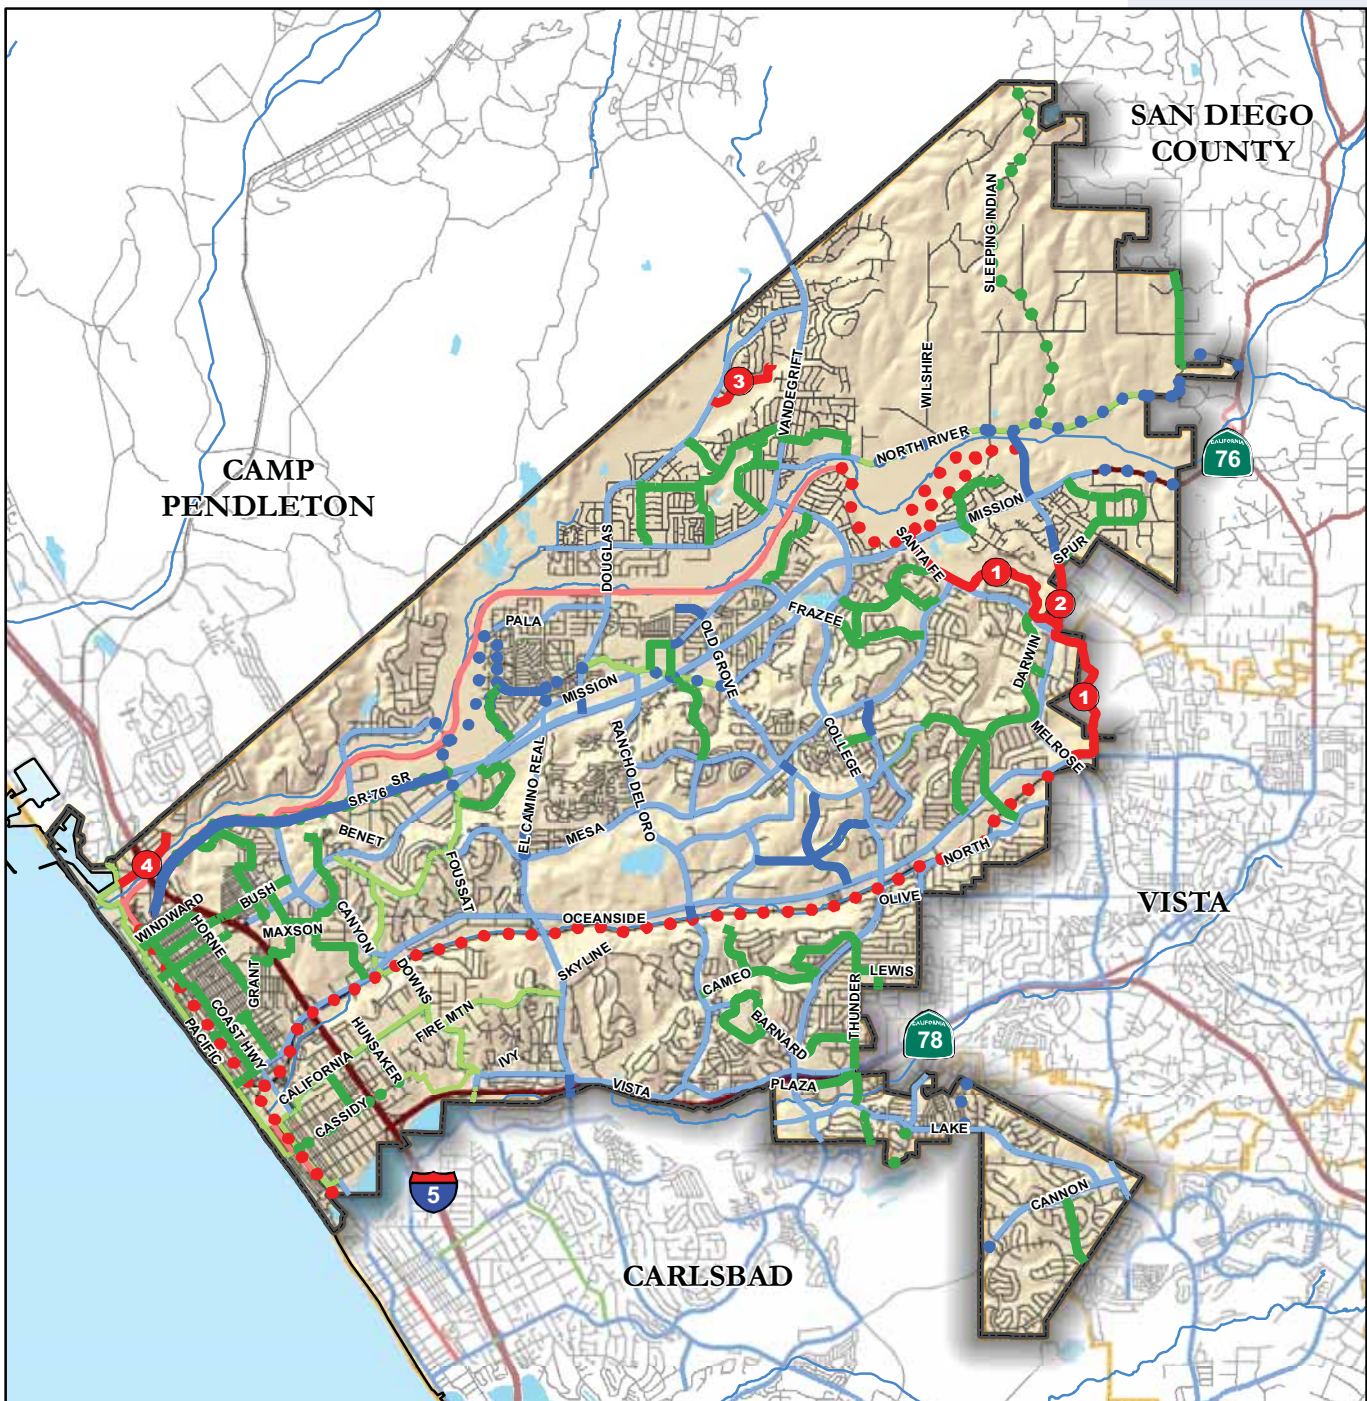 SAN DIEGO
COUNTY
SLEEPING INDIAN
WILSHIRE
VANDEGRIFT
3
NORTH RIVER
CALIFORNIA
76
CAMP
PENDLETON
MISSION
DOUGLAS
SANTA FE
SPUR
1
2
FRAZEE
PALA
OLD GROVE
DARWIN
MISSION
1
RANCHO DEL ORO
COLLEGE
MELROSE
EL CAMINO REAL
SR
SR-76
BENET
MESA
NORTH
4
FOUSSAT
BUSH
WINDWARD
HORNE
MAXSON
CANYON
OCEANSIDE
OLIVE
VISTA
SKYLINE
DOWNS
GRANT
CAMEO
LEWIS
THUNDER
COAST HWY
PACIFIC
FIRE MTN
HUNSAKER
BARNARD
CALIFORNIA
78
IVY
CALIFORNIA
VISTA
PLAZA
CASSIDY
LAKE
5
CANNON
CARLSBAD